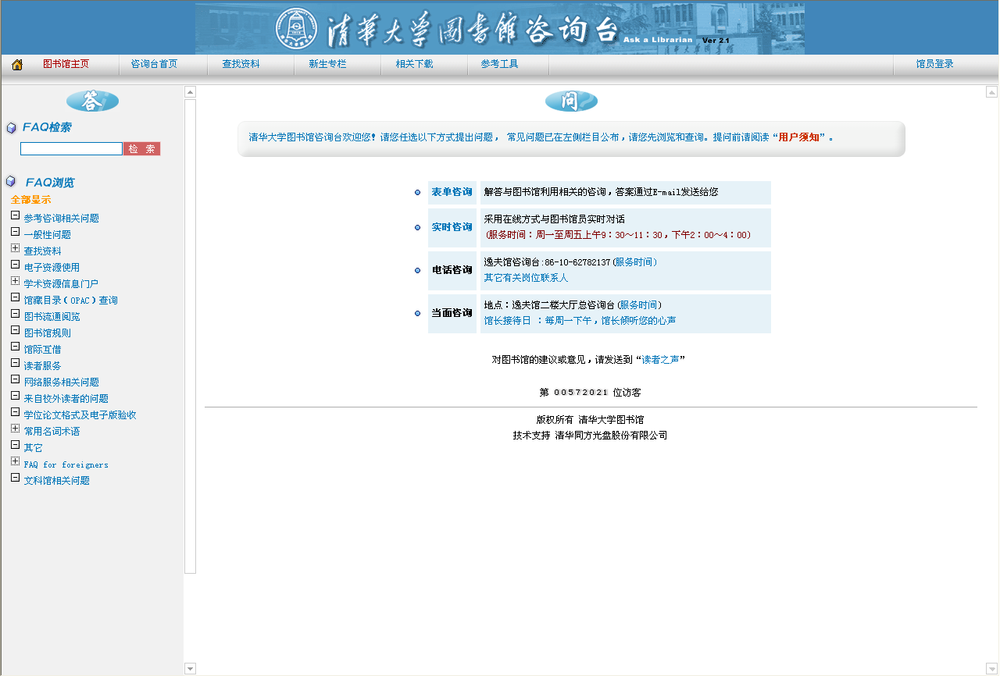 清華大学圖書館咨询台 Ask a Librarian Ver 2.1
图书馆主页 咨询台首页 查找资料 新生专栏 相关下载 参考工具 馆员登录
答
FAQ检索
检 索
FAQ浏览
全部显示
参考咨询相关问题
一般性问题
查找资料
电子资源使用
学术资源信息门户
馆藏目录（OPAC）查询
图书流通阅览
图书馆规则
馆际互借
读者服务
网络服务相关问题
来自校外读者的问题
学位论文格式及电子版验收
常用名词术语
其它
FAQ for foreigners
文科馆相关问题
问
清华大学图书馆咨询台欢迎您！请您任选以下方式提出问题， 常见问题已在左侧栏目公布，请您先浏览和查询。提问前请阅读“用户须知”。
表单咨询 解答与图书馆利用相关的咨询，答案通过E-mail发送给您
实时咨询 采用在线方式与图书馆员实时对话
(服务时间：周一至周五上午9：30～11：30，下午2：00～4：00)
电话咨询 逸夫馆咨询台:86-10-62782137(服务时间)
其它有关岗位联系人
当面咨询 地点：逸夫馆二楼大厅总咨询台(服务时间)
馆长接待日 ：每周一下午，馆长倾听您的心声
对图书馆的建议或意见，请发送到“读者之声”
第 00572021 位访客
版权所有 清华大学图书馆
技术支持 清华同方光盘股份有限公司